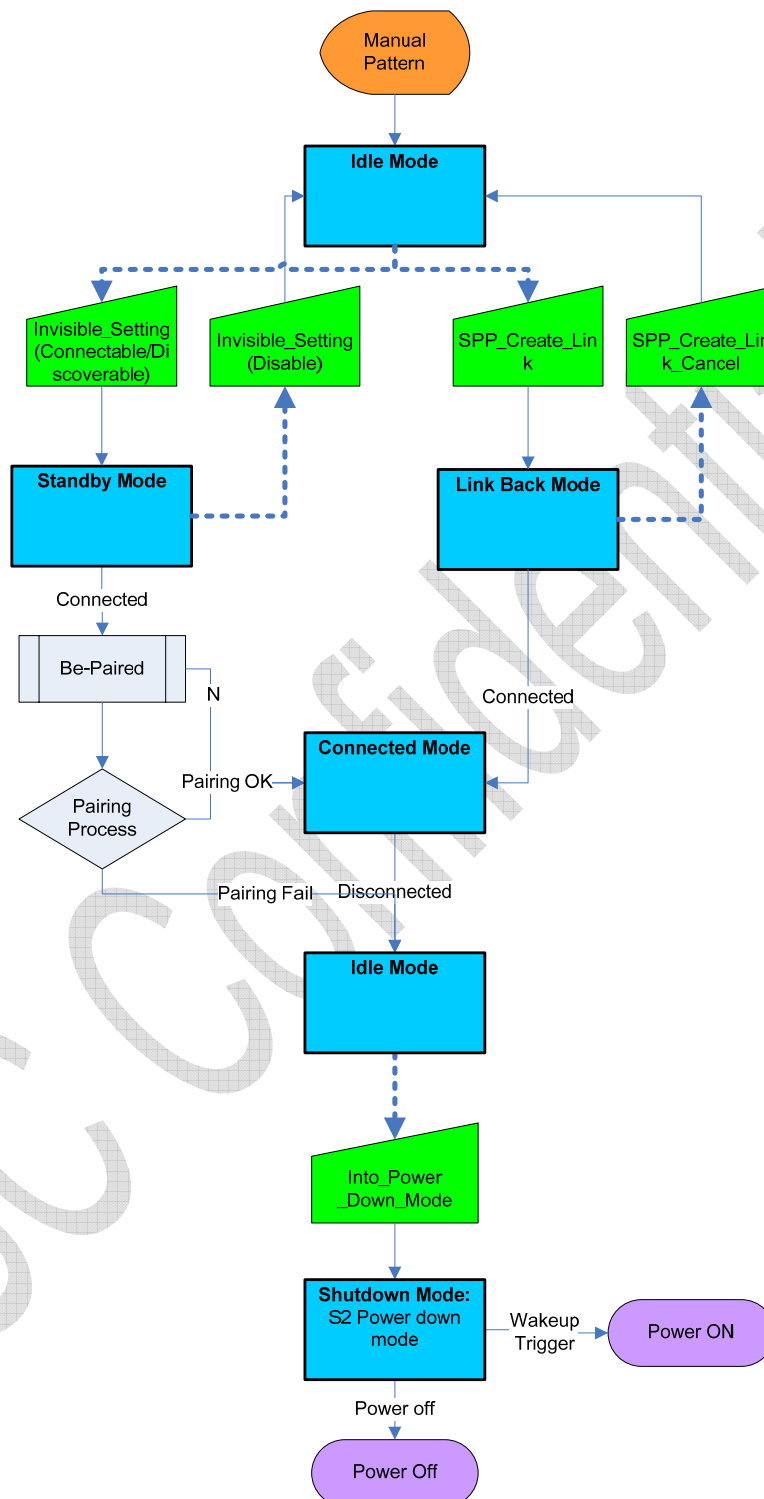 Manual
Pattern
Idle Mode
Invisible_Setting
(Connectable/Di
scoverable)
Invisible_Setting
(Disable)
SPP_Create_Lin
k
SPP_Create_Lin
k_Cancel
Standby Mode
Link Back Mode
Connected
Be-Paired
N
Connected
Connected Mode
Pairing OK
Pairing
Process
Pairing Fail
Disconnected
Idle Mode
Into_Power
_Down_Mode
Shutdown Mode:
S2 Power down
mode
Wakeup
Trigger
Power ON
Power off
Power Off